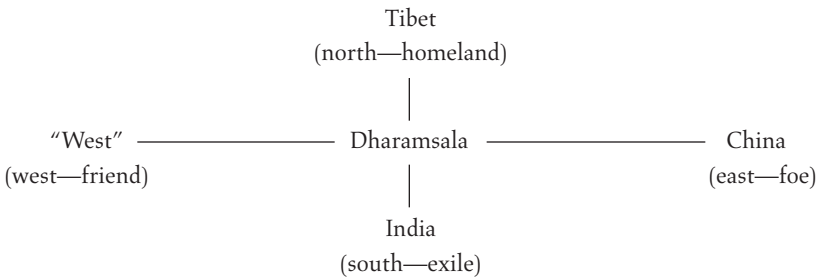 Tibet
(north—homeland)
“West” Dharamsala China
(west—friend) (east—foe)
India
(south—exile)